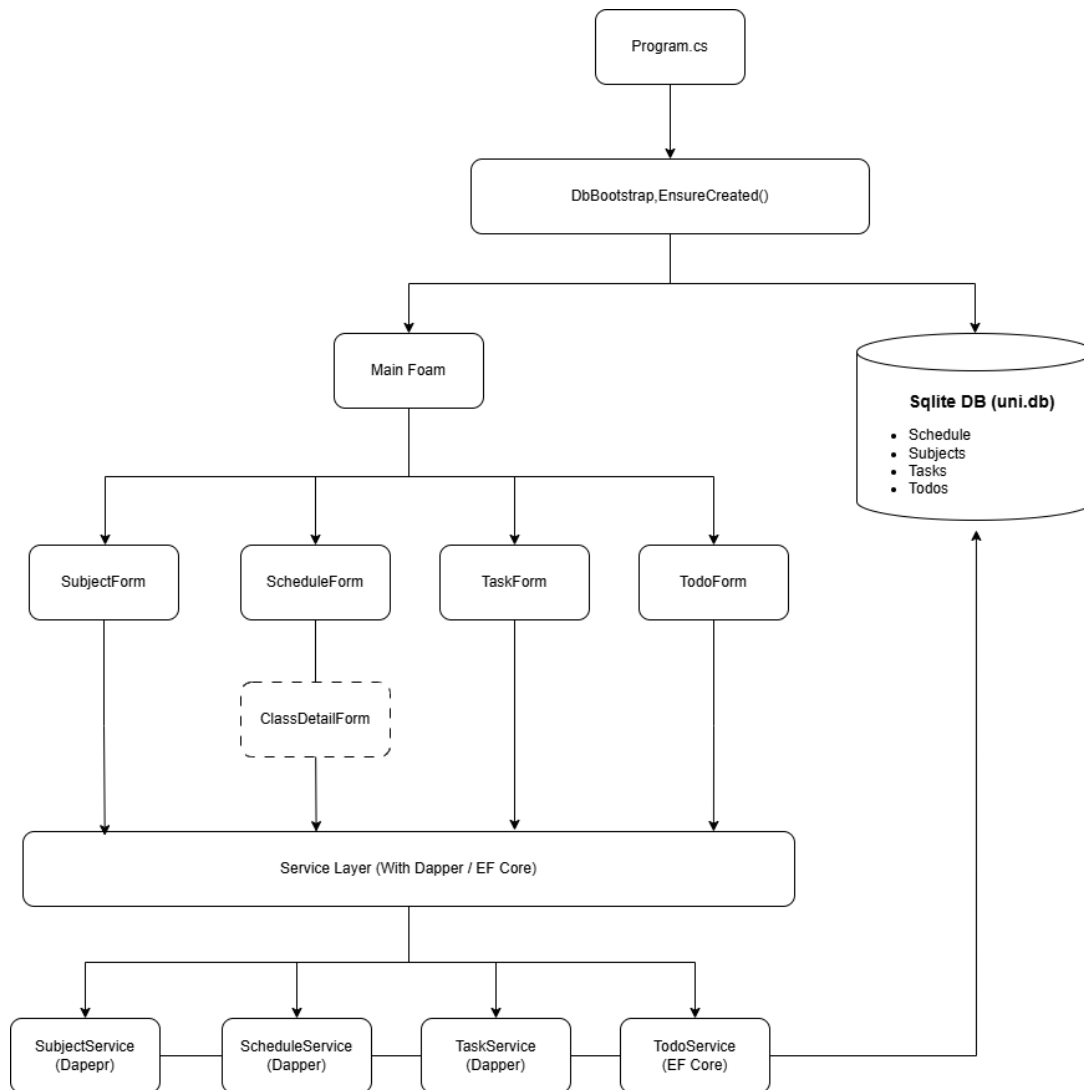 Program.cs
DbBootstrap,EnsureCreated()
Main Foam
Sqlite DB (uni.db)
Schedule
Subjects
Tasks
Todos
SubjectForm
ScheduleForm
TaskForm
TodoForm
ClassDetailForm
Service Layer (With Dapper / EF Core)
SubjectService
(Dapepr)
ScheduleService
(Dapper)
TaskService
(Dapper)
TodoService
(EF Core)